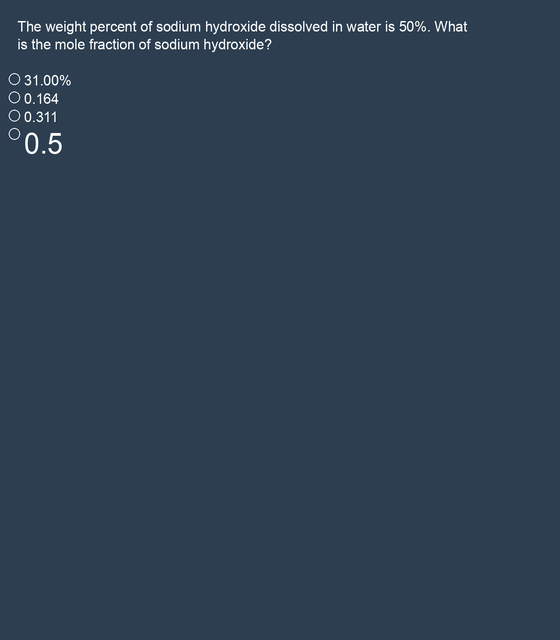 The weight percent of sodium hydroxide dissolved in water is 50%. What
is the mole fraction of sodium hydroxide?
31.00%
0.164
0.311
0.5